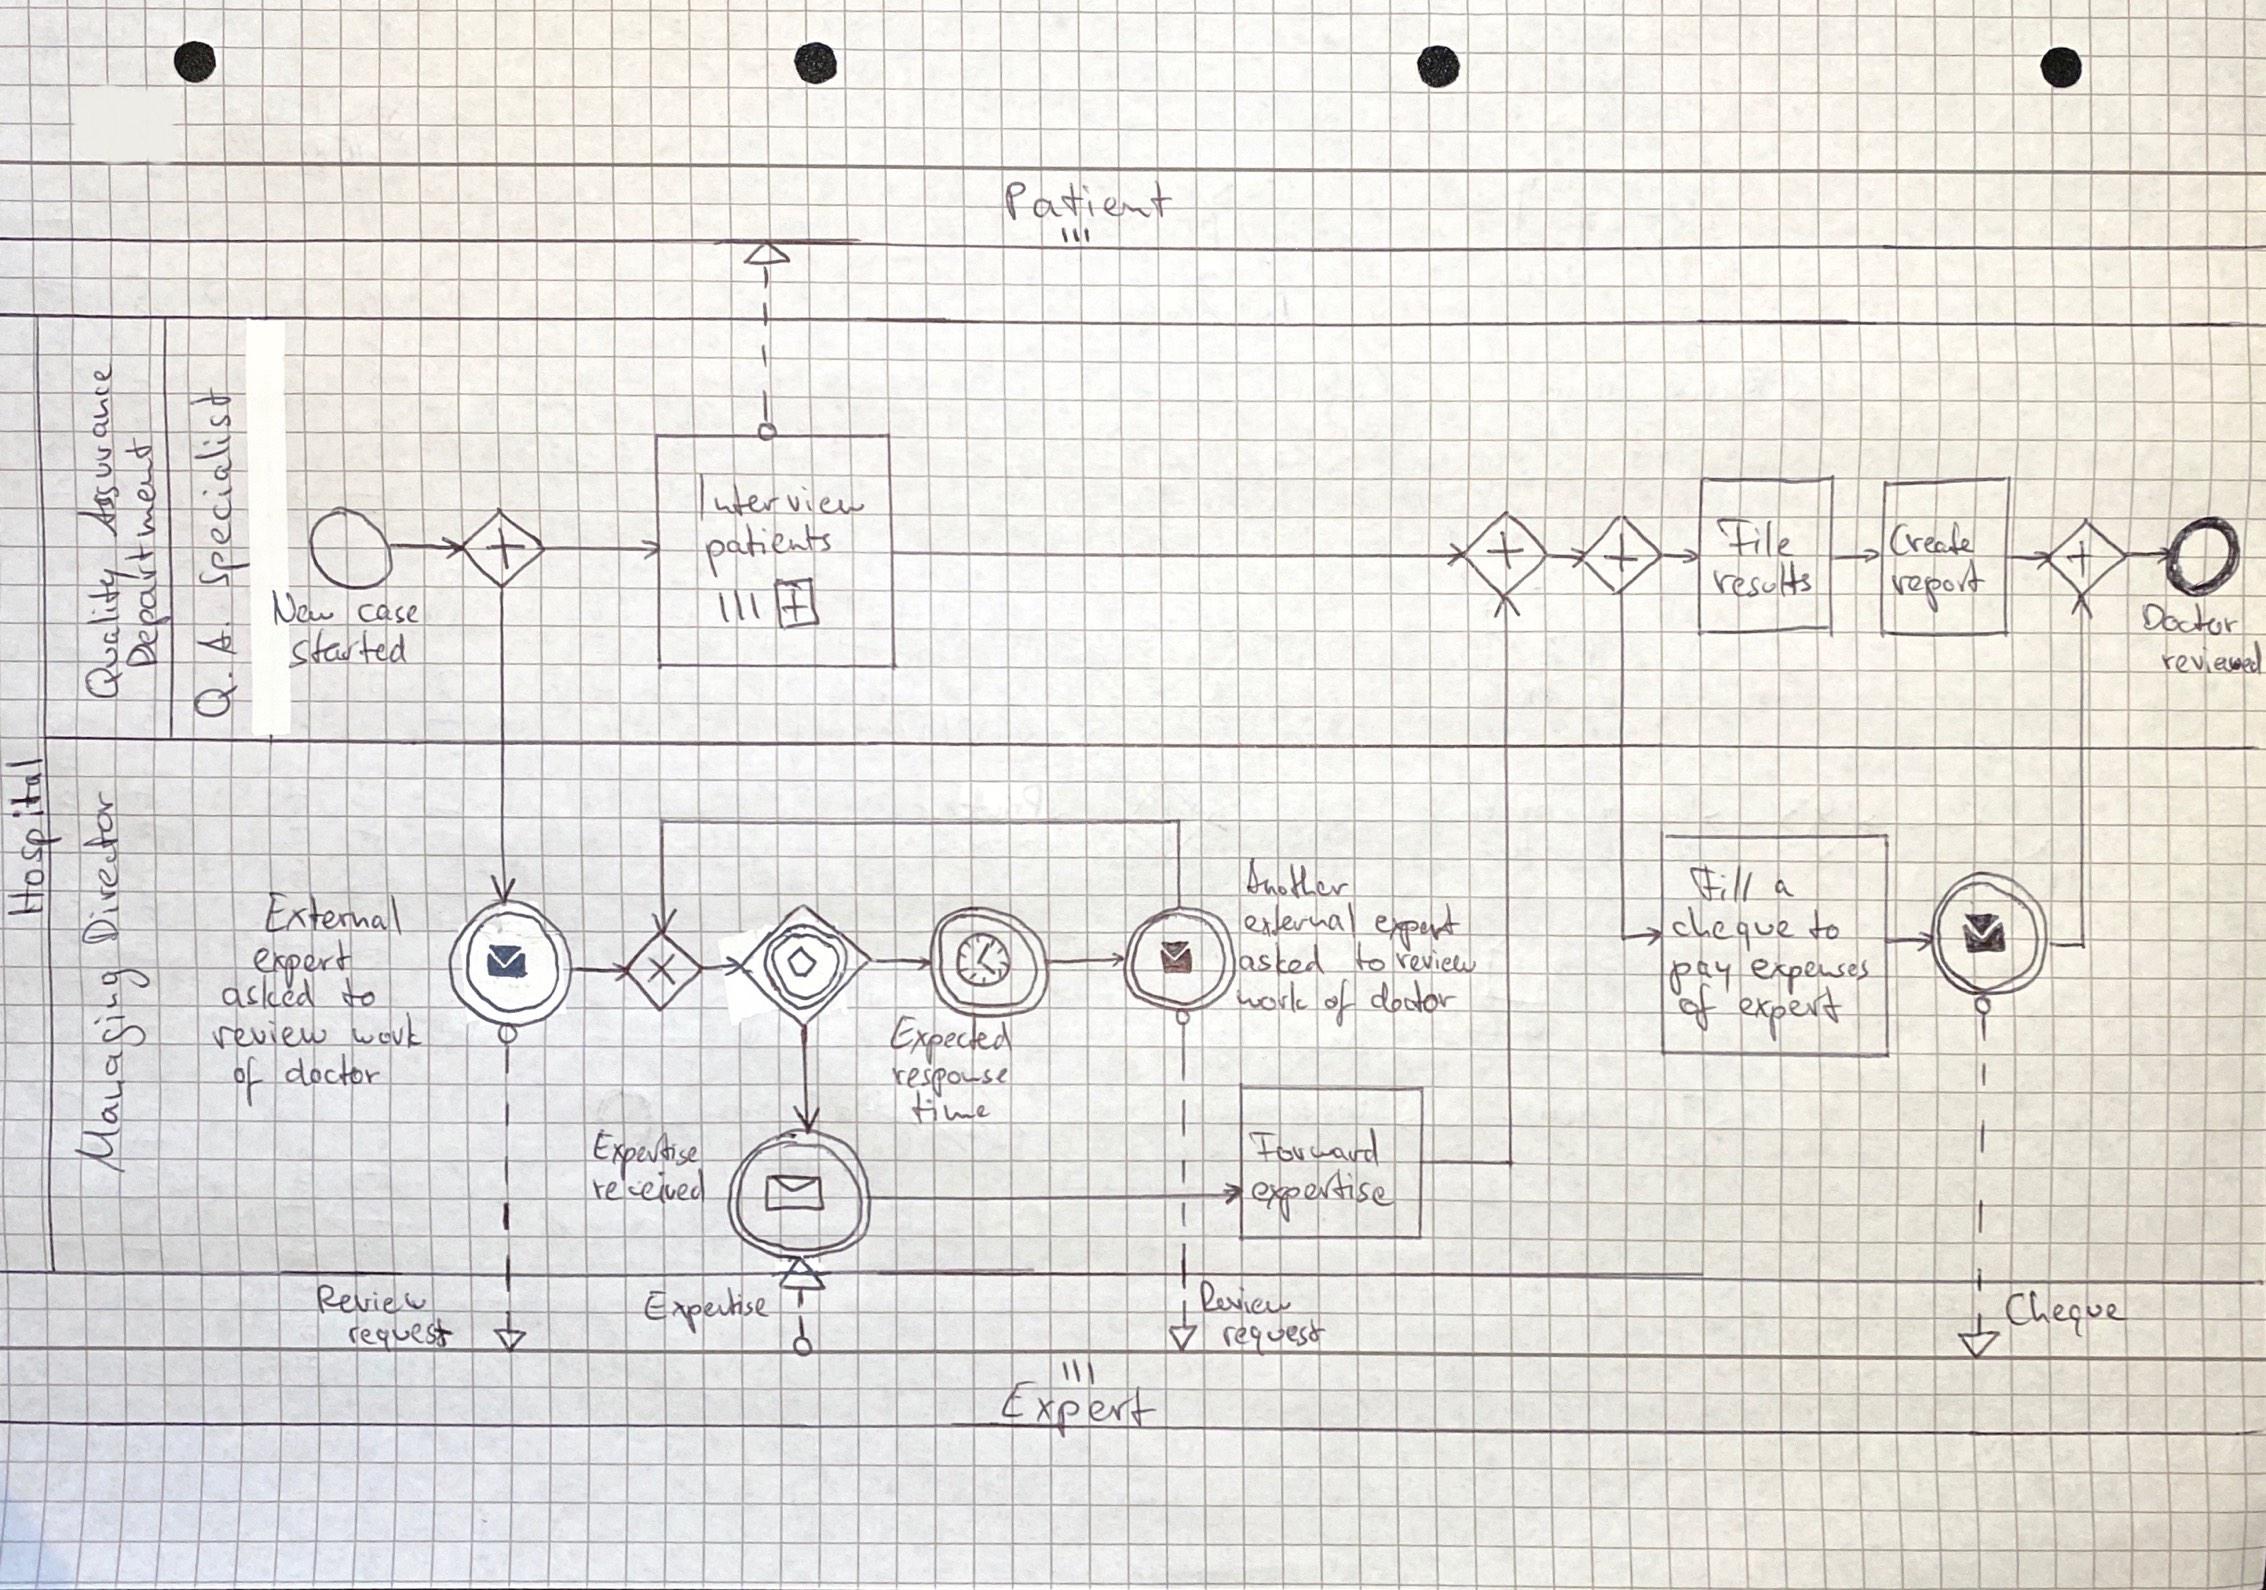 Patient
Quality Assurance
Department
Q.A. Specialist
New case
started
Interview
patients
File
results
Create
report
Doctor
reviewed
Hospital
Managing Director
External
expert
asked to
review work
of doctor
Expected
response
time
Another
external expert
asked to review
work of doctor
Fill a
cheque to
pay expenses
of expert
Expertise
received
Forward
expertise
Review
request
Expertise
Review
request
Cheque
Expert